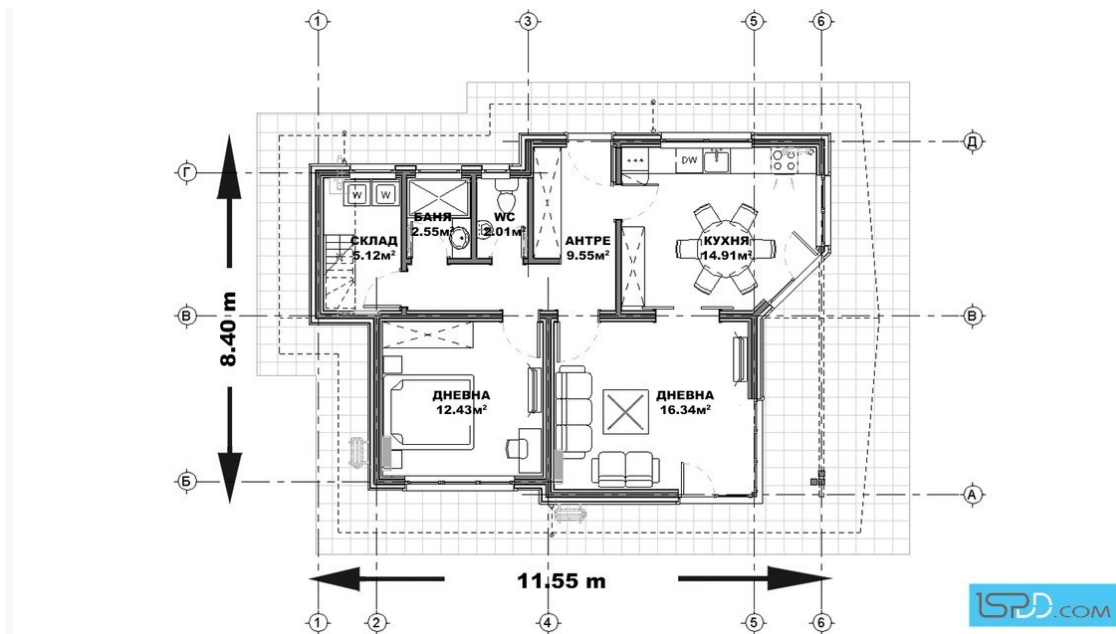 1
3
5
6
Д
Г
DW
W W
БАНЯ
2.55м²
WC
2.01м²
СКЛАД
5.12м²
АНТРЕ
9.55м²
КУХНЯ
14.91м²
В
В
8.40 m
ДНЕВНА
12.43м²
ДНЕВНА
16.34м²
Б
А
11.55 m
1
2
4
5
6
1SPD.COM